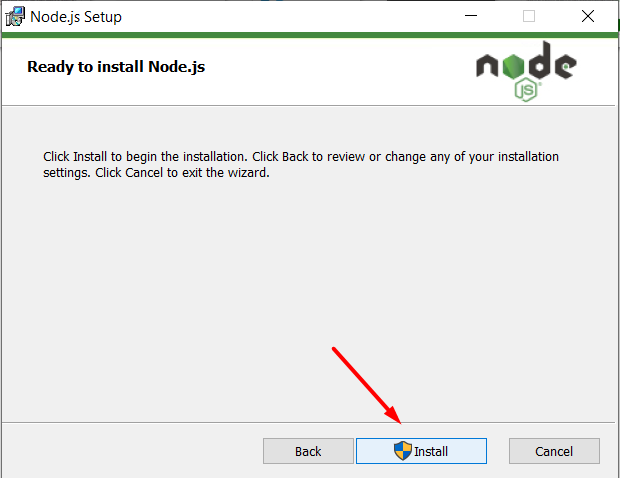 Node.js Setup
Ready to install Node.js
node
JS
Click Install to begin the installation. Click Back to review or change any of your installation
settings. Click Cancel to exit the wizard.
Back
Install
Cancel